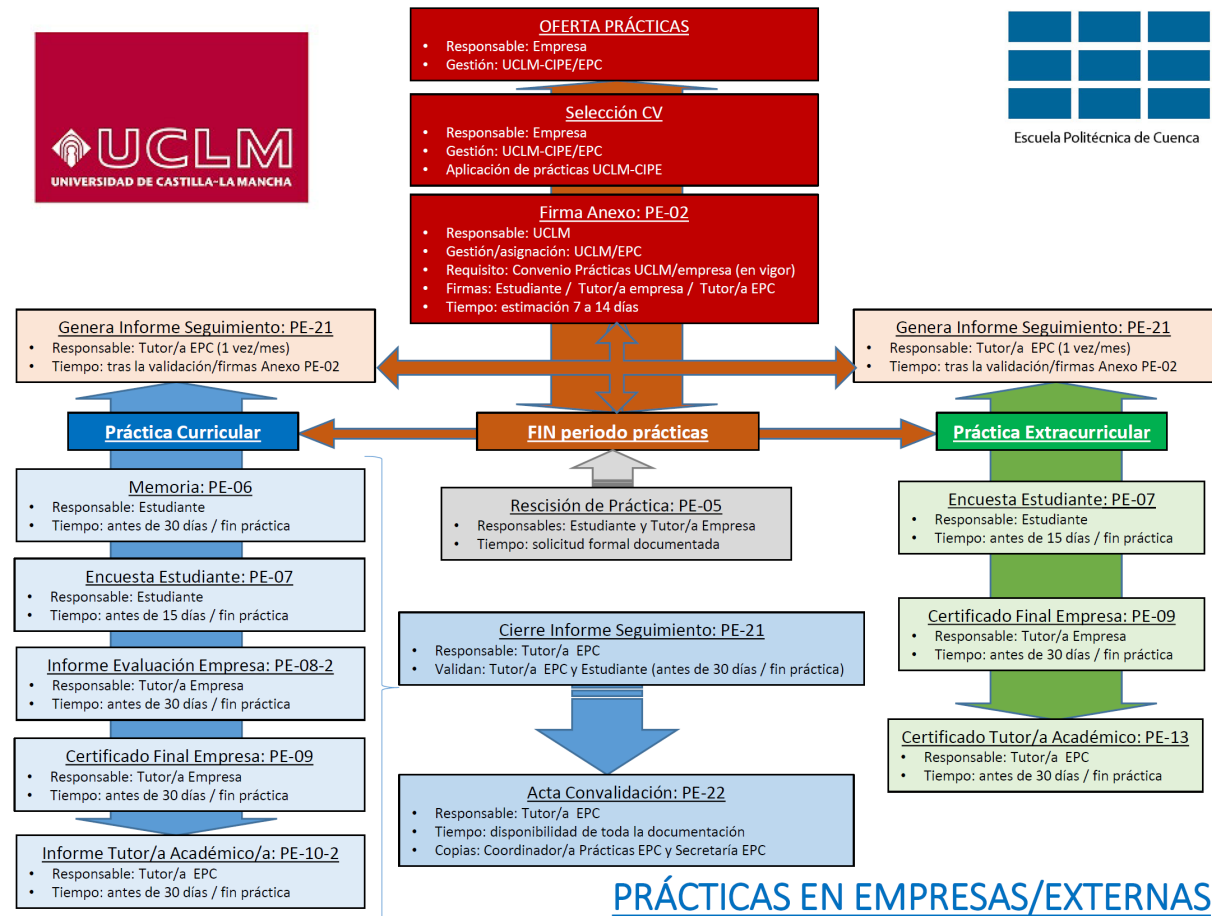 UCLM
UNIVERSIDAD DE CASTILLA-LA MANCHA
OFERTA PRÁCTICAS
• Responsable: Empresa
• Gestión: UCLM-CIPE/EPC
Escuela Politécnica de Cuenca
Selección CV
• Responsable: Empresa
• Gestión: UCLM-CIPE/EPC
• Aplicación de prácticas UCLM-CIPE
Firma Anexo: PE-02
• Responsable: UCLM
• Gestión/asignación: UCLM/EPC
• Requisito: Convenio Prácticas UCLM/empresa (en vigor)
• Firmas: Estudiante / Tutor/a empresa / Tutor/a EPC
• Tiempo: estimación 7 a 14 días
Genera Informe Seguimiento: PE-21
• Responsable: Tutor/a EPC (1 vez/mes)
• Tiempo: tras la validación/firmas Anexo PE-02
Genera Informe Seguimiento: PE-21
• Responsable: Tutor/a EPC (1 vez/mes)
• Tiempo: tras la validación/firmas Anexo PE-02
Práctica Curricular
FIN periodo prácticas
Práctica Extracurricular
Memoria: PE-06
• Responsable: Estudiante
• Tiempo: antes de 30 días / fin práctica
Encuesta Estudiante: PE-07
• Responsable: Estudiante
• Tiempo: antes de 15 días / fin práctica
Informe Evaluación Empresa: PE-08-2
• Responsable: Tutor/a Empresa
• Tiempo: antes de 30 días / fin práctica
Certificado Final Empresa: PE-09
• Responsable: Tutor/a Empresa
• Tiempo: antes de 30 días / fin práctica
Informe Tutor/a Académico/a: PE-10-2
• Responsable: Tutor/a EPC
• Tiempo: antes de 30 días / fin práctica
Rescisión de Práctica: PE-05
• Responsables: Estudiante y Tutor/a Empresa
• Tiempo: solicitud formal documentada
Cierre Informe Seguimiento: PE-21
• Responsable: Tutor/a EPC
• Validan: Tutor/a EPC y Estudiante (antes de 30 días / fin práctica)
Acta Convalidación: PE-22
• Responsable: Tutor/a EPC
• Tiempo: disponibilidad de toda la documentación
• Copias: Coordinador/a Prácticas EPC y Secretaría EPC
Encuesta Estudiante: PE-07
• Responsable: Estudiante
• Tiempo: antes de 15 días / fin práctica
Certificado Final Empresa: PE-09
• Responsable: Tutor/a Empresa
• Tiempo: antes de 30 días / fin práctica
Certificado Tutor/a Académico: PE-13
• Responsable: Tutor/a EPC
• Tiempo: antes de 30 días / fin práctica
PRÁCTICAS EN EMPRESAS/EXTERNAS